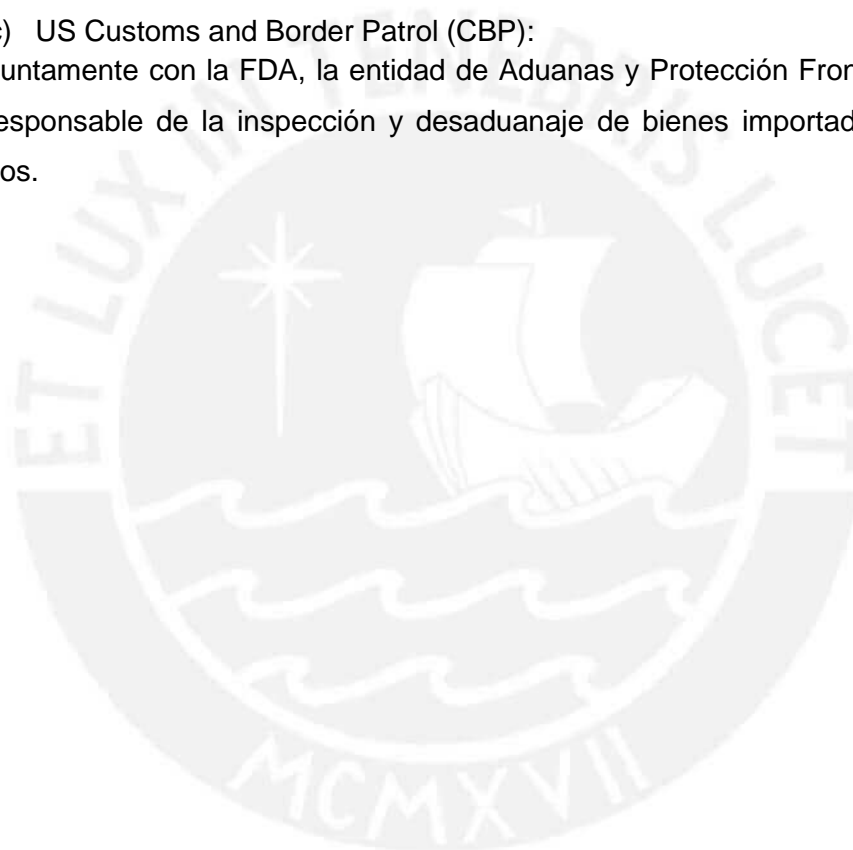 c) US Customs and Border Patrol (CBP):
untamente con la FDA, la entidad de Aduanas y Protección Fron
esponsable de la inspección y desaduanaje de bienes importad
os.
ET LUX IN TENEBRIS LUCET
MCMXVII